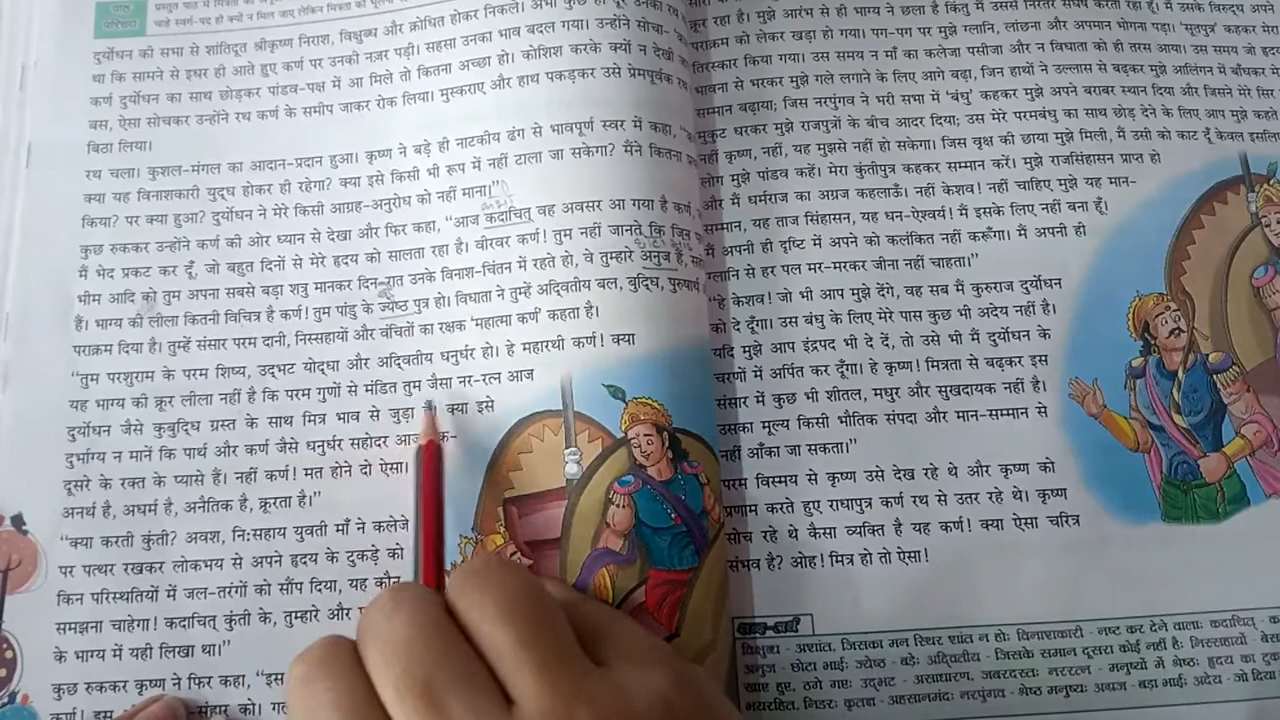 पाठ
परिचय
चाहे स्वर्ग-पद ही क्यों न मिल जाए लेकिन मित्रता
दुर्योधन की सभा से शांतिदूत श्रीकृष्ण निराश, विक्षुब्ध और क्रोधित होकर निकले। अभी कुछ ही दूर उनका रथ
था कि सामने से इधर ही आते हुए कर्ण पर उनकी नज़र पड़ी। सहसा उनका भाव बदल गया। उन्होंने सोचा-
कर्ण दुर्योधन का साथ छोड़कर पांडव-पक्ष में आ मिले तो कितना अच्छा हो। कोशिश करके क्यों न देखी
बस, ऐसा सोचकर उन्होंने रथ कर्ण के समीप जाकर रोक लिया। मुस्कराए और हाथ पकड़कर उसे प्रेमपूर्वक रथ
बिठा लिया।
रथ चला। कुशल-मंगल का आदान-प्रदान हुआ। कृष्ण ने बड़े ही नाटकीय ढंग से भावपूर्ण स्वर में कहा,
क्या यह विनाशकारी युद्ध होकर ही रहेगा? क्या इसे किसी भी रूप में नहीं टाला जा सकेगा? मैंने कितना
किया? पर क्या हुआ? दुर्योधन ने मेरे किसी आग्रह-अनुरोध को नहीं माना।”
कुछ रुककर उन्होंने कर्ण की ओर ध्यान से देखा और फिर कहा, “आज कदाचित् वह अवसर आ गया है कर्ण,
मैं भेद प्रकट कर दूँ, जो बहुत दिनों से मेरे हृदय को सालता रहा है। वीरवर कर्ण! तुम नहीं जानते कि जिन
भीम आदि को तुम अपना सबसे बड़ा शत्रु मानकर दिन-रात उनके विनाश-चिंतन में रहते हो, वे तुम्हारे अनुज हैं,
हैं। भाग्य की लीला कितनी विचित्र है कर्ण! तुम पांडु के ज्येष्ठ पुत्र हो। विधाता ने तुम्हें अद्वितीय बल, बुद्धि, पुरुषार्थ
पराक्रम दिया है। तुम्हें संसार परम दानी, निस्सहायों और वंचितों का रक्षक ‘महात्मा कर्ण’ कहता है।
“तुम परशुराम के परम शिष्य, उद्भट योद्धा और अद्वितीय धनुर्धर हो। हे महारथी कर्ण! क्या
यह भाग्य की क्रूर लीला नहीं है कि परम गुणों से मंडित तुम जैसा नर-रत्न आज
दुर्योधन जैसे कुबुद्धि ग्रस्त के साथ मित्र भाव से जुड़ा क्या इसे
दुर्भाग्य न मानें कि पार्थ और कर्ण जैसे धनुर्धर सहोदर आज
दूसरे के रक्त के प्यासे हैं। नहीं कर्ण! मत होने दो ऐसा।
अनर्थ है, अधर्म है, अनैतिक है, क्रूरता है।”
“क्या करती कुंती? अवश, नि:सहाय युवती माँ ने कलेजे
पर पत्थर रखकर लोकभय से अपने हृदय के टुकड़े को
किन परिस्थितियों में जल-तरंगों को सौंप दिया, यह कौन
समझना चाहेगा! कदाचित् कुंती के, तुम्हारे और
के भाग्य में यही लिखा था।”
कुछ रुककर कृष्ण ने फिर कहा, “इस
कर्ण! इस संहार को।
कर रहा है। मुझे आरंभ से ही भाग्य ने छला है किंतु मैं उससे निरंतर संघर्ष करता रहा हूँ। मैं उसके विरुद्ध अपने
पराक्रम को लेकर खड़ा हो गया। पग-पग पर मुझे ग्लानि, लांछना और अपमान भोगना पड़ा। ‘सूतपुत्र’ कहकर मेरा
तिरस्कार किया गया। उस समय न माँ का कलेजा पसीजा और न विधाता को ही तरस आया। उस समय जो हृदय
भावना से भरकर मुझे गले लगाने के लिए आगे बढ़ा, जिन हाथों ने उल्लास से बढ़कर मुझे आलिंगन में बाँधकर मेरा
सम्मान बढ़ाया; जिस नरपुंगव ने भरी सभा में ‘बंधु’ कहकर मुझे अपने बराबर स्थान दिया और जिसने मेरे सिर
मुकुट धरकर मुझे राजपुत्रों के बीच आदर दिया; उस मेरे परमबंधु का साथ छोड़ देने के लिए आप मुझे कहते
नहीं कृष्ण, नहीं, यह मुझसे नहीं हो सकेगा। जिस वृक्ष की छाया मुझे मिली, मैं उसी को काट दूँ केवल इसलिए
लोग मुझे पांडव कहें। मेरा कुंतीपुत्र कहकर सम्मान करें। मुझे राजसिंहासन प्राप्त हो
और मैं धर्मराज का अग्रज कहलाऊँ। नहीं केशव! नहीं चाहिए मुझे यह मान-
सम्मान, यह ताज सिंहासन, यह धन-ऐश्वर्य! मैं इसके लिए नहीं बना हूँ।
मैं अपनी ही दृष्टि में अपने को कलंकित नहीं करूँगा। मैं अपनी ही
ग्लानि से हर पल मर-मरकर जीना नहीं चाहता।”
“हे केशव! जो भी आप मुझे देंगे, वह सब मैं कुरुराज दुर्योधन
को दे दूँगा। उस बंधु के लिए मेरे पास कुछ भी अदेय नहीं है।
यदि मुझे आप इंद्रपद भी दे दें, तो उसे भी मैं दुर्योधन के
चरणों में अर्पित कर दूँगा। हे कृष्ण! मित्रता से बढ़कर इस
संसार में कुछ भी शीतल, मधुर और सुखदायक नहीं है।
उसका मूल्य किसी भौतिक संपदा और मान-सम्मान से
नहीं आँका जा सकता।”
परम विस्मय से कृष्ण उसे देख रहे थे और कृष्ण को
प्रणाम करते हुए राधापुत्र कर्ण रथ से उतर रहे थे। कृष्ण
सोच रहे थे कैसा व्यक्ति है यह कर्ण! क्या ऐसा चरित्र
संभव है? ओह! मित्र हो तो ऐसा!
शब्द-अर्थ
विक्षुब्ध - अशांत, जिसका मन स्थिर शांत न हो; विनाशकारी - नष्ट कर देने वाला; कदाचित् -
अनुज - छोटा भाई; ज्येष्ठ - बड़े; अद्वितीय - जिसके समान दूसरा कोई नहीं है; निस्सहायों -
खाए हुए, ठगे गए; उद्भट - असाधारण, जबरदस्त; नररत्न - मनुष्यों में श्रेष्ठ; हृदय का
भयरहित, निडर; कृतज्ञ - अहसानमंद; नरपुंगव - श्रेष्ठ मनुष्य; अग्रज - बड़ा भाई; अदेय - जो दिया